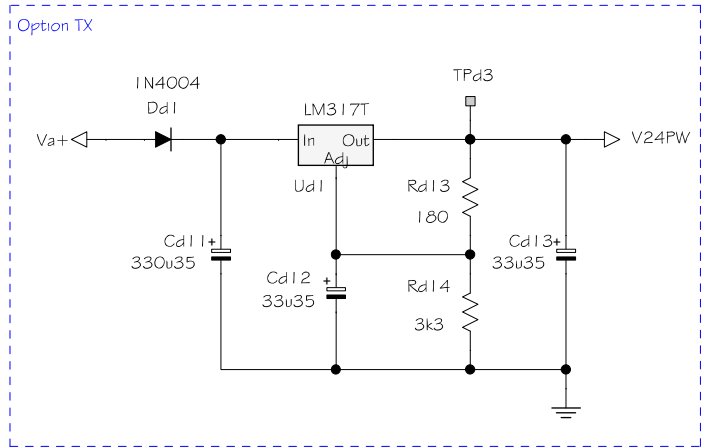 Option TX
1N4004
Dd1
TPd3
LM317T
Va+
In Out
V24PW
Adj
Ud1
Rd13
180
Cd11+
330u35
Cd12 +
33u35
Cd13+
33u35
Rd14
3k3